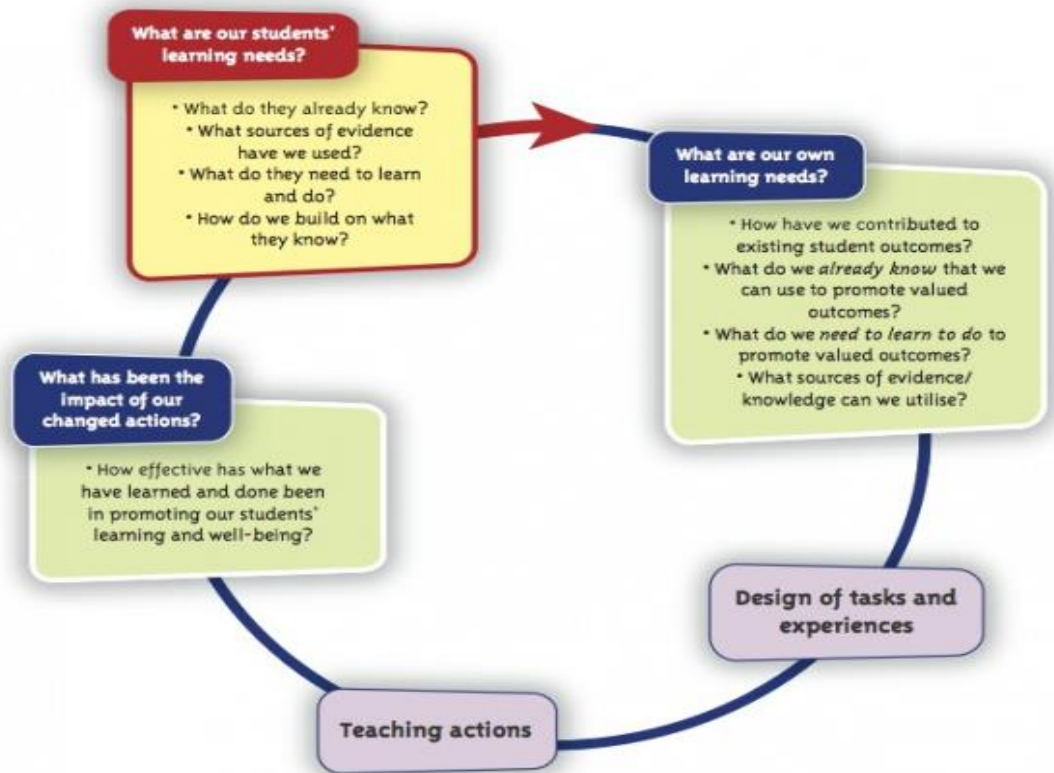 What are our students'
learning needs?
• What do they already know?
• What sources of evidence
have we used?
• What do they need to learn
and do?
• How do we build on what
they know?
What are our own
learning needs?
• How have we contributed to
existing student outcomes?
• What do we already know that we
can use to promote valued
outcomes?
• What do we need to learn to do to
promote valued outcomes?
• What sources of evidence/
knowledge can we utilise?
Design of tasks and
experiences
Teaching actions
What has been the
impact of our
changed actions?
• How effective has what we
have learned and done been
in promoting our students'
learning and well-being?